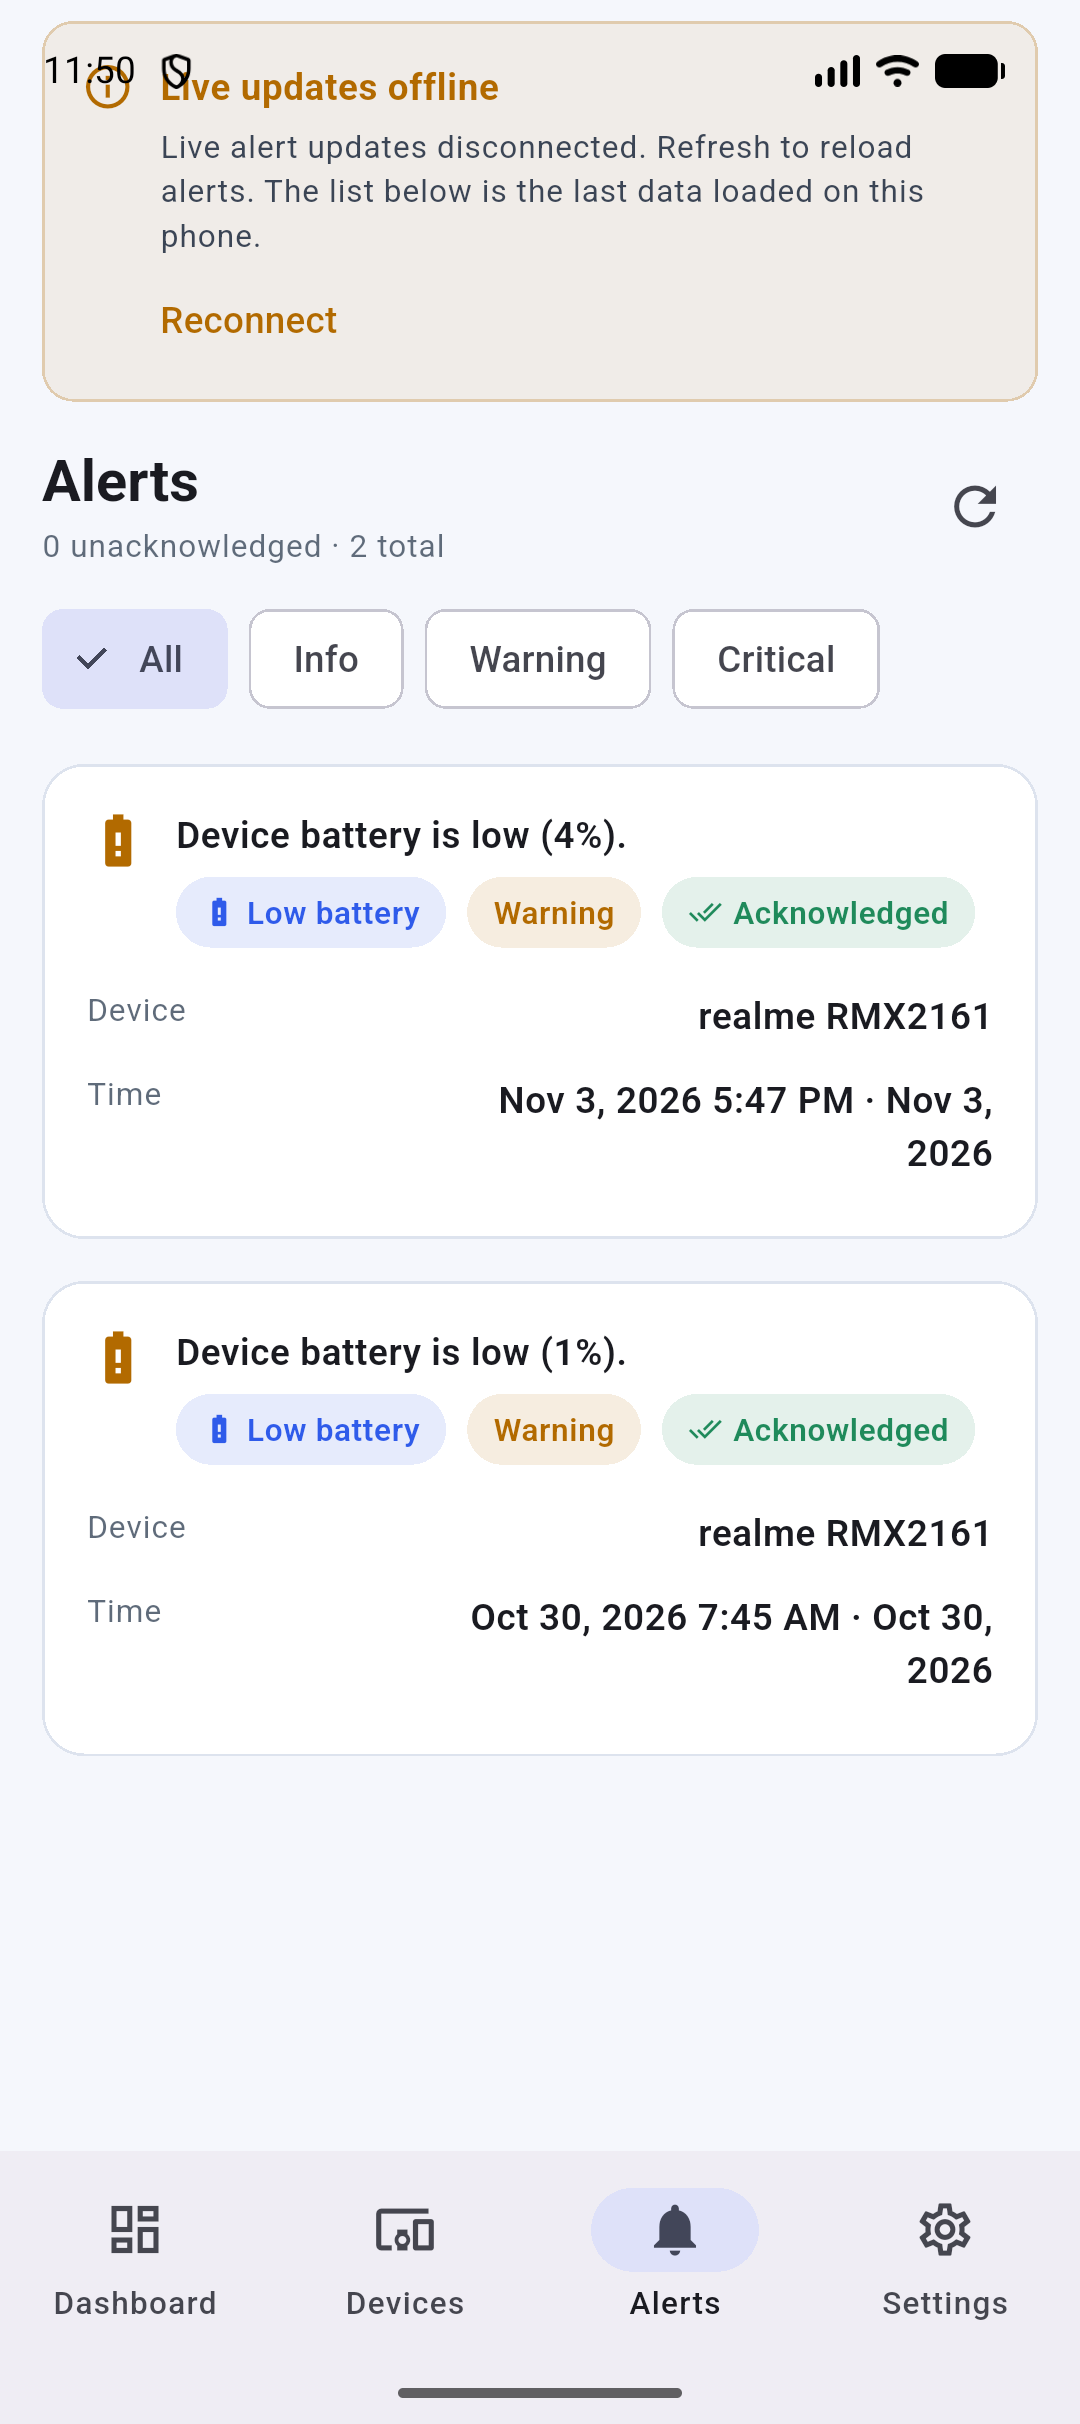 11:50
Live updates offline
Live alert updates disconnected. Refresh to reload
alerts. The list below is the last data loaded on this
phone.
Reconnect
Alerts
0 unacknowledged · 2 total
All
Info
Warning
Critical
Device battery is low (4%).
Low battery
Warning
Acknowledged
Device
realme RMX2161
Time
Nov 3, 2026 5:47 PM · Nov 3,
2026
Device battery is low (1%).
Low battery
Warning
Acknowledged
Device
realme RMX2161
Time
Oct 30, 2026 7:45 AM · Oct 30,
2026
Dashboard
Devices
Alerts
Settings